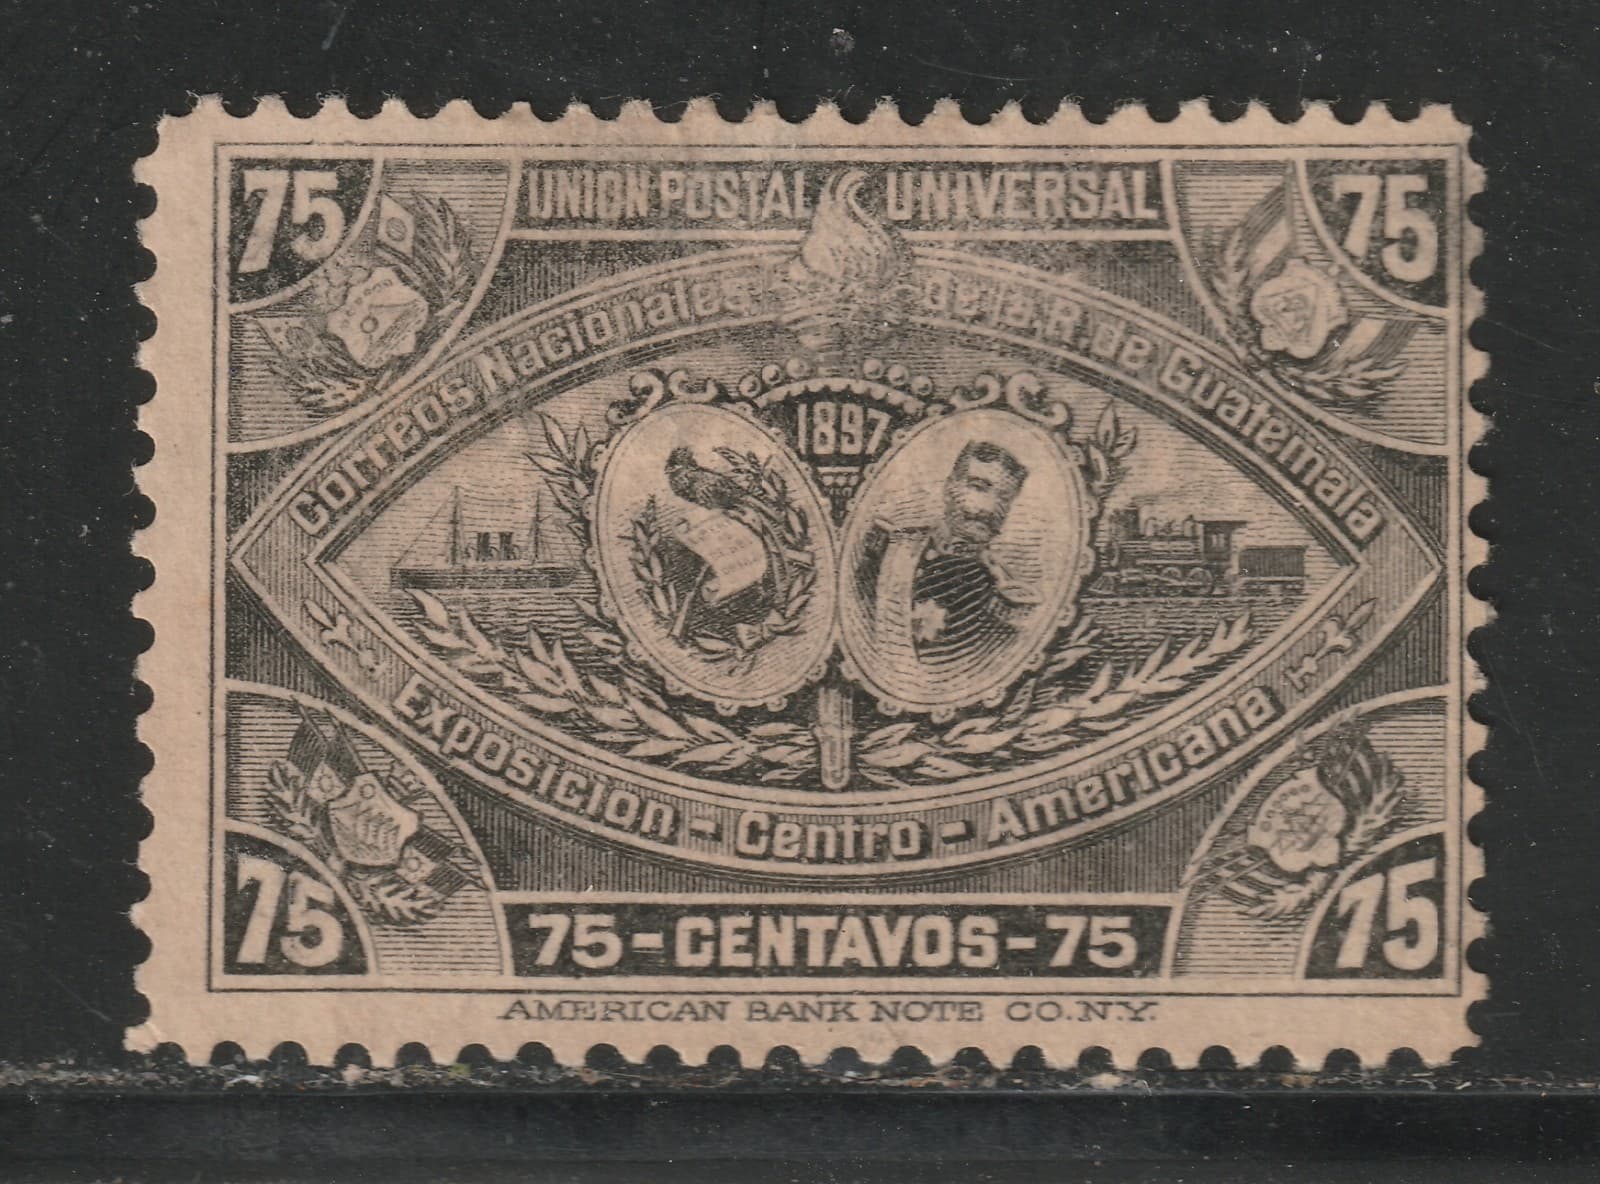 75
UNION POSTAL UNIVERSAL
75
Correos Nacionales de la R. de Guatemala
1897
Exposicion - Centro - Americana
75
75 - CENTAVOS - 75
75
AMERICAN BANK NOTE CO. N.Y.